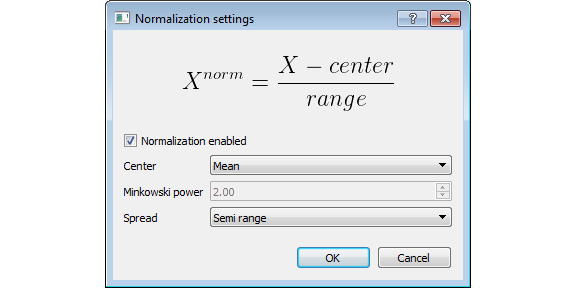 Normalization settings
?
X^{norm} = \frac{X - center}{range}
Normalization enabled
Center Mean
Minkowski power 2.00
Spread Semi range
OK Cancel